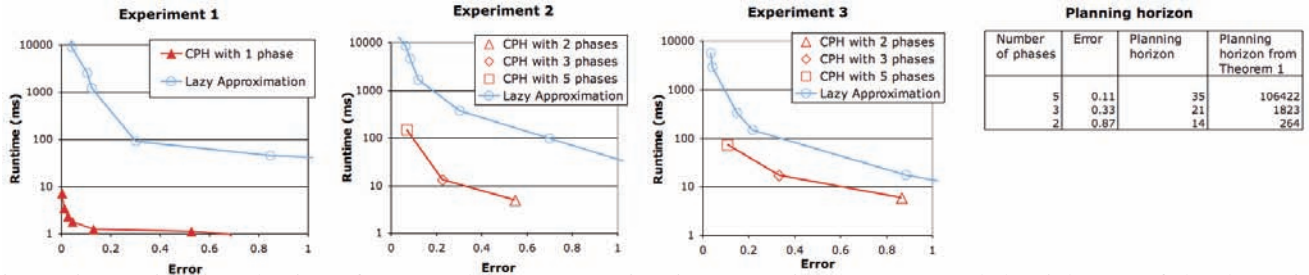 Experiment 1
Runtime (ms)
10000
1000
100
10
1
CPH with 1 phase
Lazy Approximation
0 0.2 0.4 0.6 0.8 1
Error
Experiment 2
Runtime (ms)
10000
1000
100
10
1
CPH with 2 phases
CPH with 3 phases
CPH with 5 phases
Lazy Approximation
0 0.2 0.4 0.6 0.8 1
Error
Experiment 3
Runtime (ms)
10000
1000
100
10
1
CPH with 2 phases
CPH with 3 phases
CPH with 5 phases
Lazy Approximation
0 0.2 0.4 0.6 0.8 1
Error
Planning horizon
Number of phases Error Planning horizon Planning horizon from Theorem 1
5 0.11 35 106422
3 0.33 21 1823
2 0.87 14 264